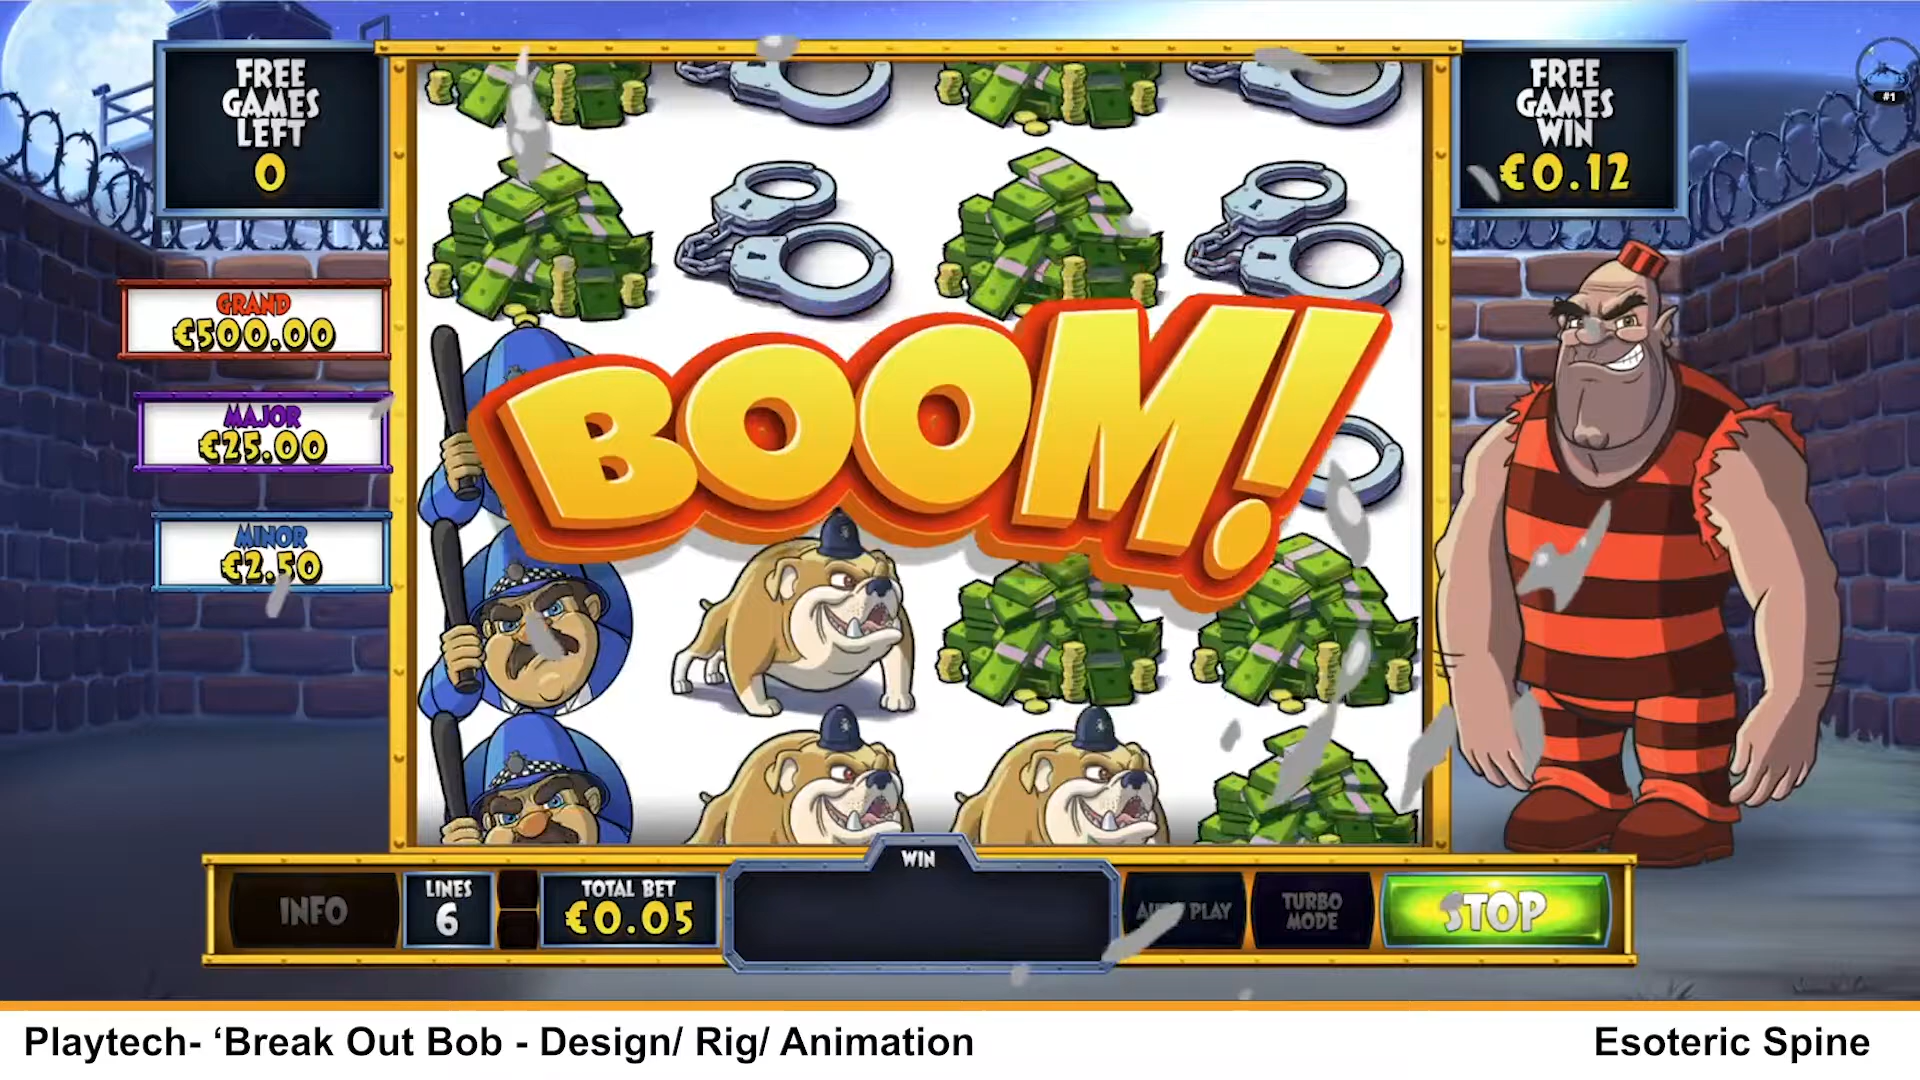 FREE
GAMES
LEFT
0
FREE
GAMES
WIN
€0.12
#1
GRAND
€500.00
MAJOR
€25.00
MINOR
€2.50
BOOM!
WIN
INFO
LINES
6
TOTAL BET
€0.05
AUTO PLAY
TURBO
MODE
STOP
Playtech- ‘Break Out Bob - Design/ Rig/ Animation
Esoteric Spine